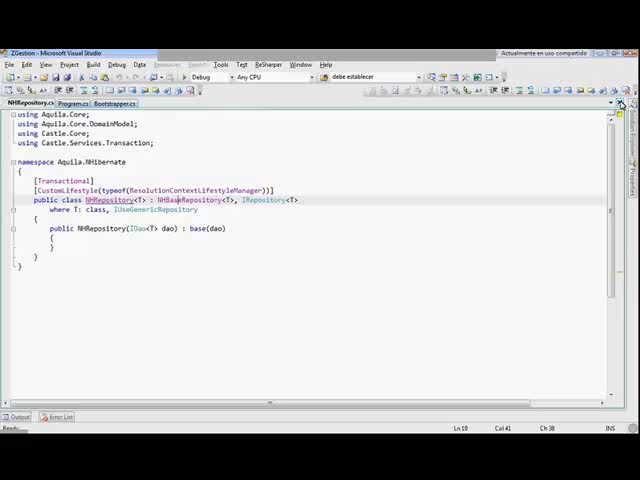 ZGestion - Microsoft Visual Studio
Actualmente en uso compartido
File Edit View Project Build Debug Data Resources Tools Test ReSharper Window Help
Debug Any CPU debe establecer
NHRepository.cs Program.cs Bootstrapper.cs
using Aquila.Core;
using Aquila.Core.DomainModel;
using Castle.Core;
using Castle.Services.Transaction;
namespace Aquila.NHibernate
{
[Transactional]
[CustomLifestyle(typeof(ResolutionContextLifestyleManager))]
public class NHRepository<T> : NHBaseRepository<T>, IRepository<T>
where T: class, IUseGenericRepository
{
public NHRepository(IDao<T> dao) : base(dao)
{
}
}
}
Solution Explorer
Properties
Output Error List
Ready Ln 10 Col 41 Ch 38 INS